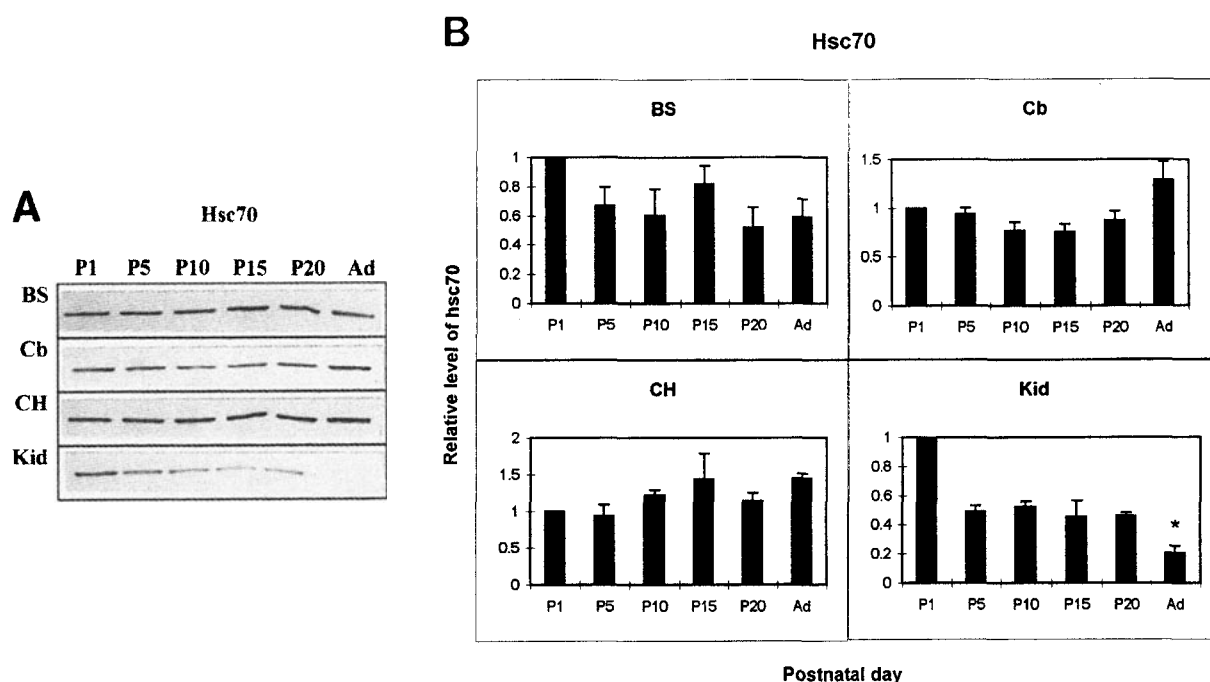 A
Hsc70
P1 P5 P10 P15 P20 Ad
BS
Cb
CH
Kid
B
Hsc70
Relative level of hsc70
BS
1
0.8
0.6
0.4
0.2
0
P1 P5 P10 P15 P20 Ad
Cb
1.5
1
0.5
0
P1 P5 P10 P15 P20 Ad
CH
2
1.5
1
0.5
0
P1 P5 P10 P15 P20 Ad
Kid
1
0.8
0.6
0.4
0.2
0
*
P1 P5 P10 P15 P20 Ad
Postnatal day